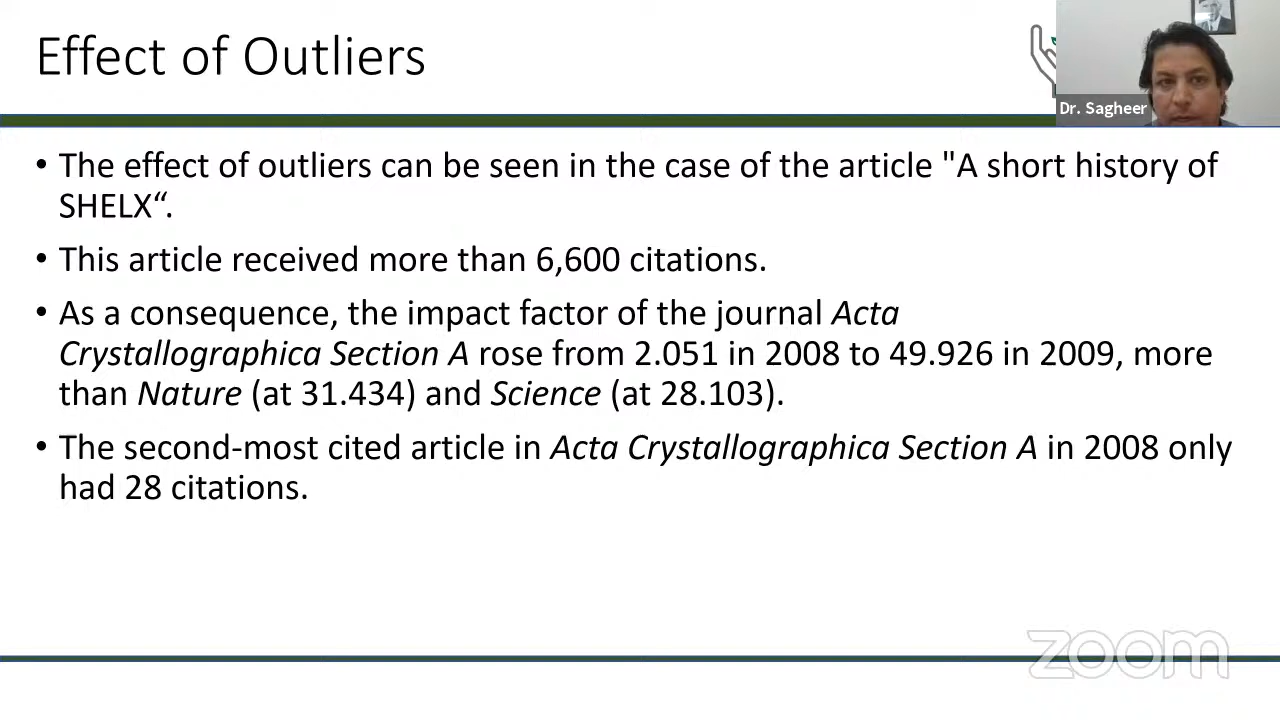 Effect of Outliers
Dr. Sagheer
• The effect of outliers can be seen in the case of the article "A short history of
SHELX“.
• This article received more than 6,600 citations.
• As a consequence, the impact factor of the journal Acta
Crystallographica Section A rose from 2.051 in 2008 to 49.926 in 2009, more
than Nature (at 31.434) and Science (at 28.103).
• The second-most cited article in Acta Crystallographica Section A in 2008 only
had 28 citations.
zoom